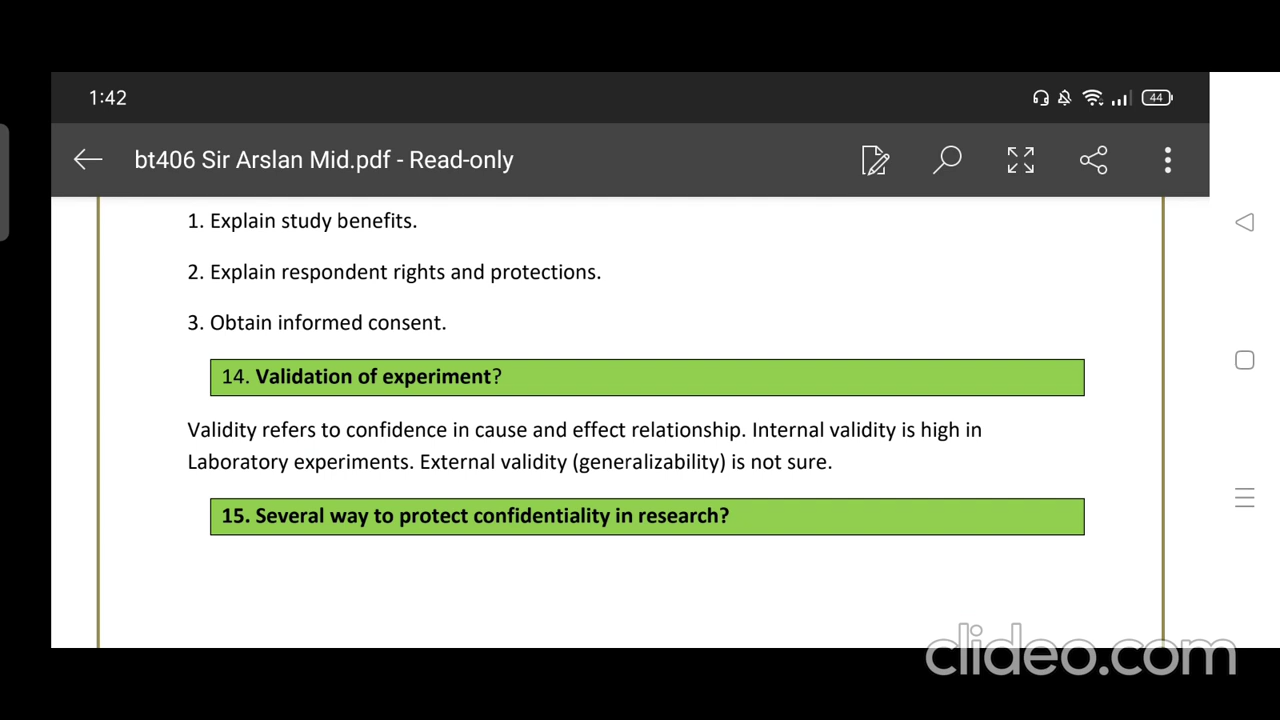 1:42
44
bt406 Sir Arslan Mid.pdf - Read-only
1. Explain study benefits.
2. Explain respondent rights and protections.
3. Obtain informed consent.
14. Validation of experiment?
Validity refers to confidence in cause and effect relationship. Internal validity is high in
Laboratory experiments. External validity (generalizability) is not sure.
15. Several way to protect confidentiality in research?
clideo.com